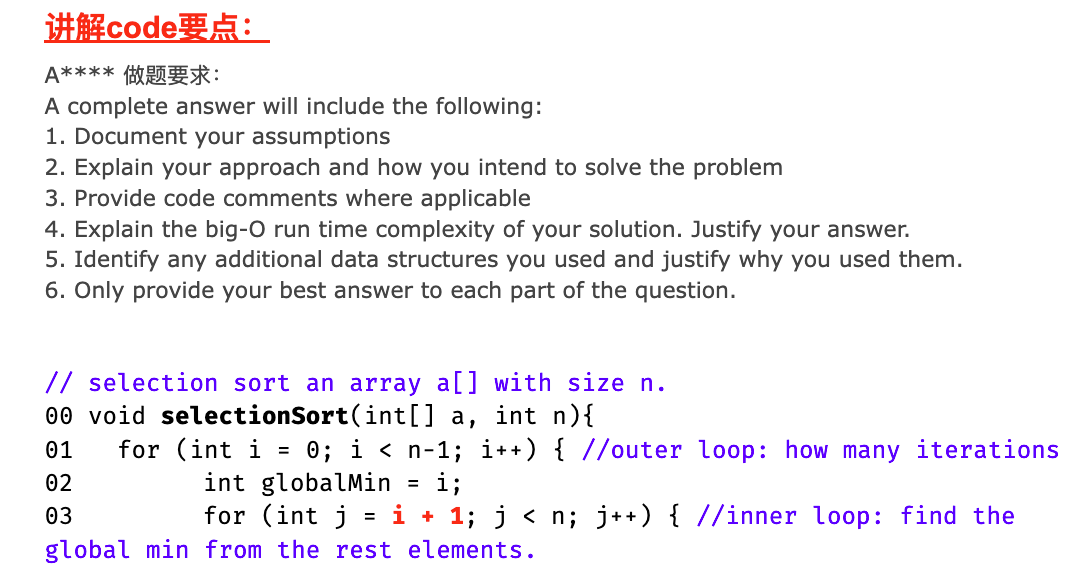 讲解code要点：
A**** 做题要求：
A complete answer will include the following:
1. Document your assumptions
2. Explain your approach and how you intend to solve the problem
3. Provide code comments where applicable
4. Explain the big-O run time complexity of your solution. Justify your answer.
5. Identify any additional data structures you used and justify why you used them.
6. Only provide your best answer to each part of the question.
// selection sort an array a[] with size n.
00 void selectionSort(int[] a, int n){
01   for (int i = 0; i < n-1; i++) { //outer loop: how many iterations
02         int globalMin = i;
03         for (int j = i + 1; j < n; j++) { //inner loop: find the
global min from the rest elements.